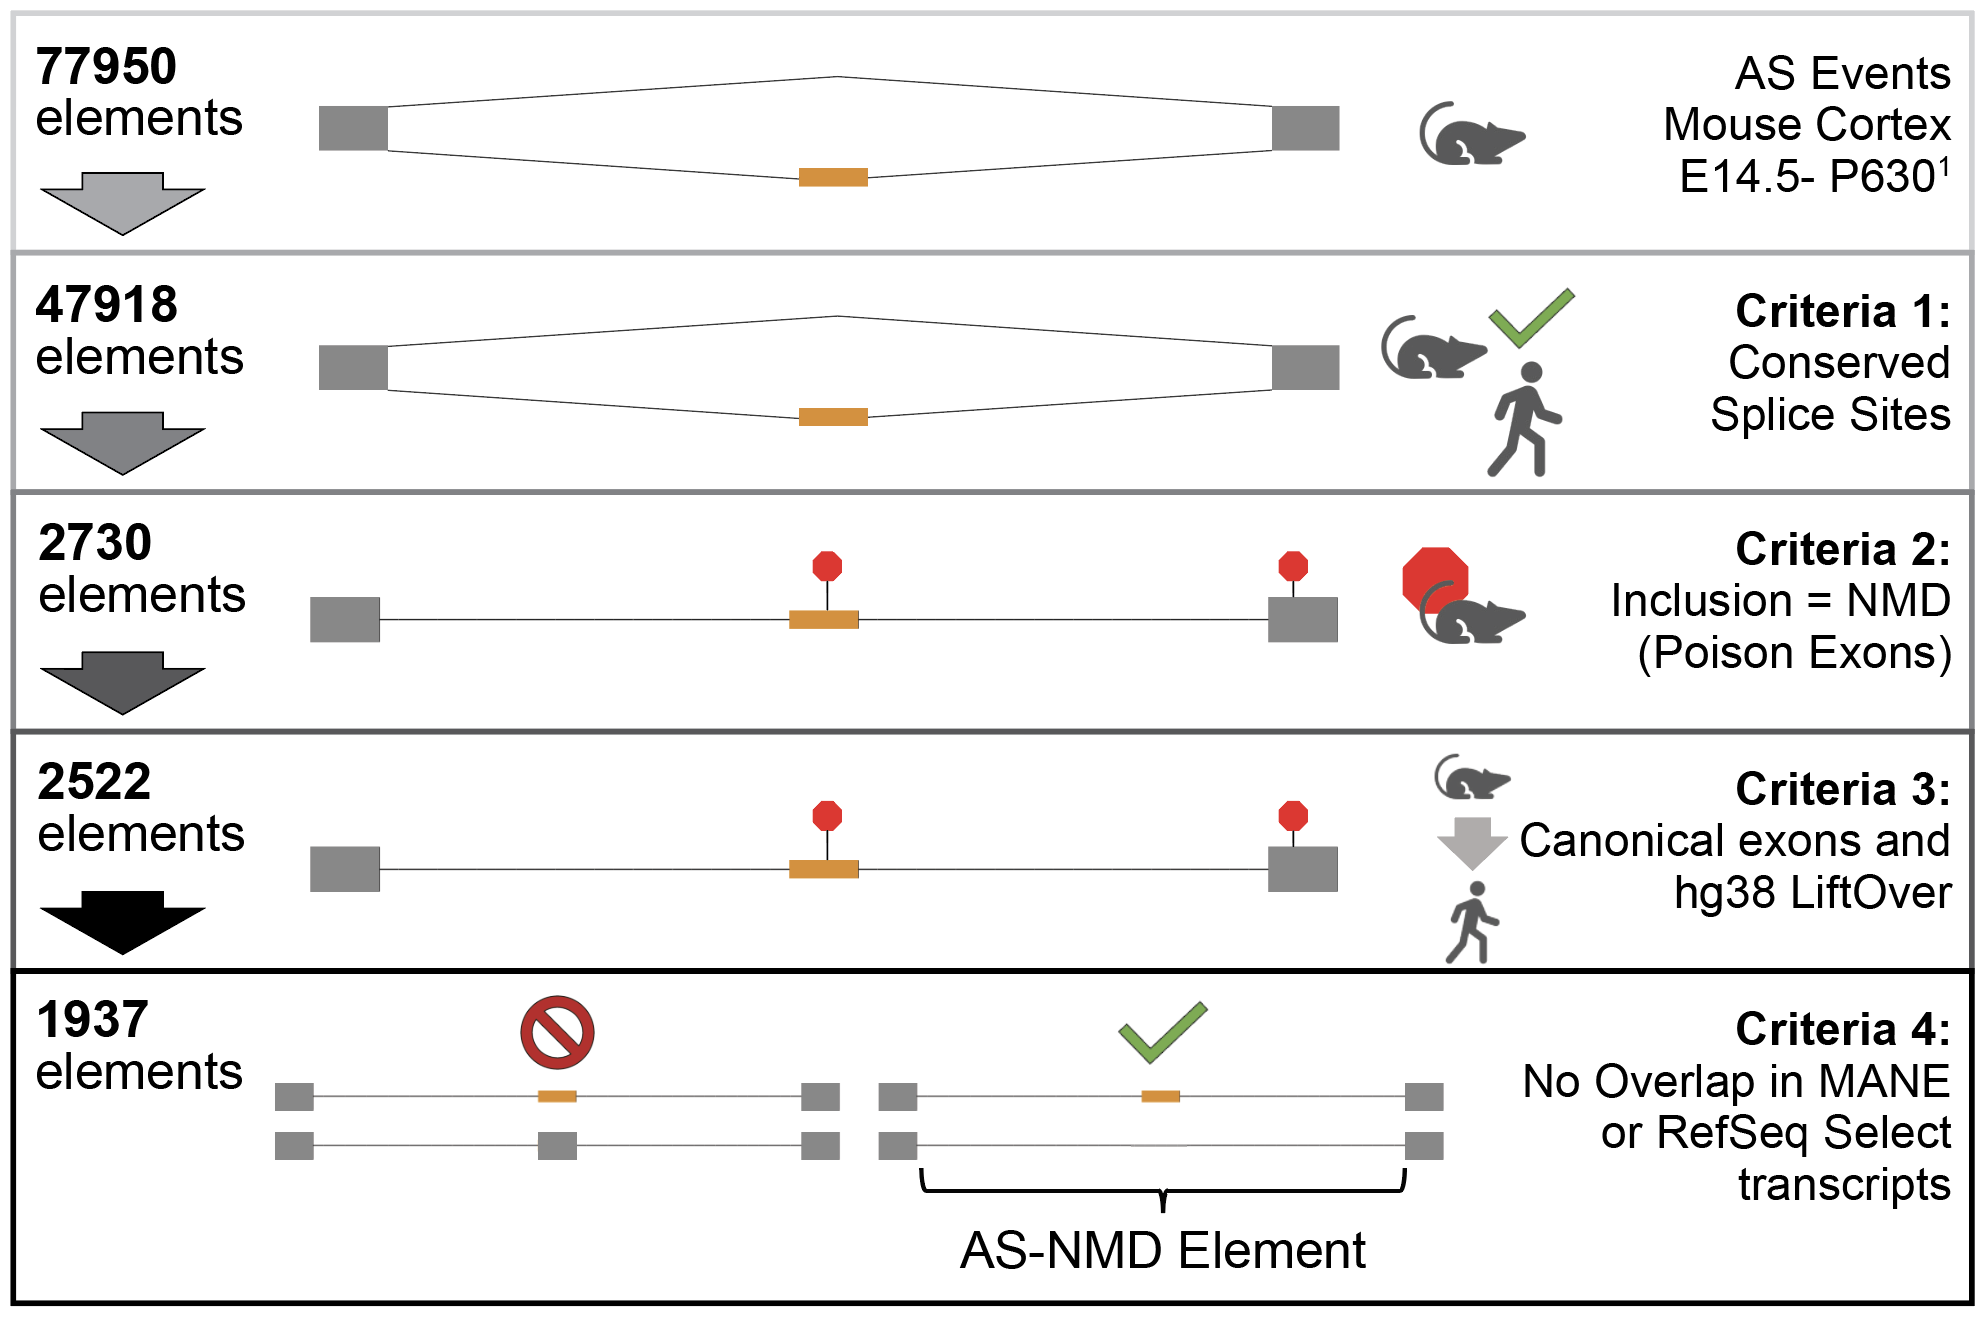 77950
elements
AS Events
Mouse Cortex
E14.5- P630¹
47918
elements
Criteria 1:
Conserved
Splice Sites
2730
elements
Criteria 2:
Inclusion = NMD
(Poison Exons)
2522
elements
Criteria 3:
Canonical exons and
hg38 LiftOver
1937
elements
Criteria 4:
No Overlap in MANE
or RefSeq Select
transcripts
AS-NMD Element